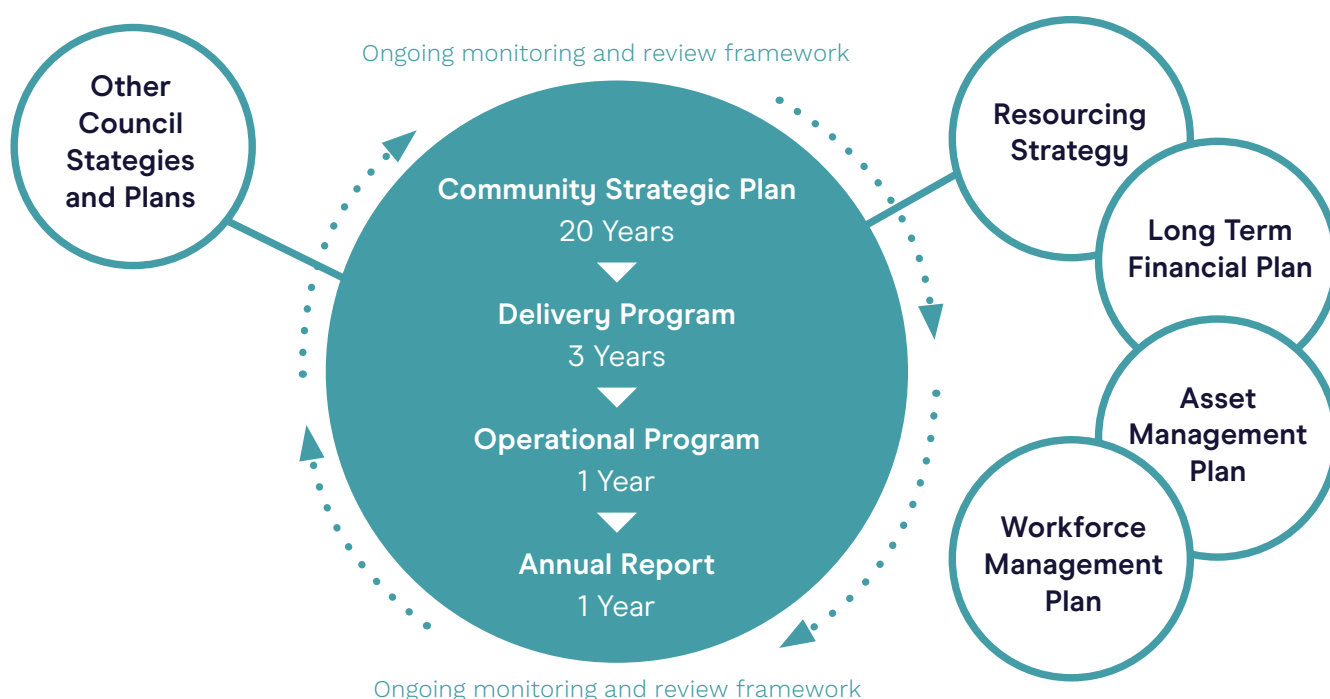 Ongoing monitoring and review framework
Other
Council
Stategies
and Plans
Community Strategic Plan
20 Years
Delivery Program
3 Years
Operational Program
1 Year
Annual Report
1 Year
Resourcing
Strategy
Long Term
Financial Plan
Asset
Management
Plan
Workforce
Management
Plan
Ongoing monitoring and review framework